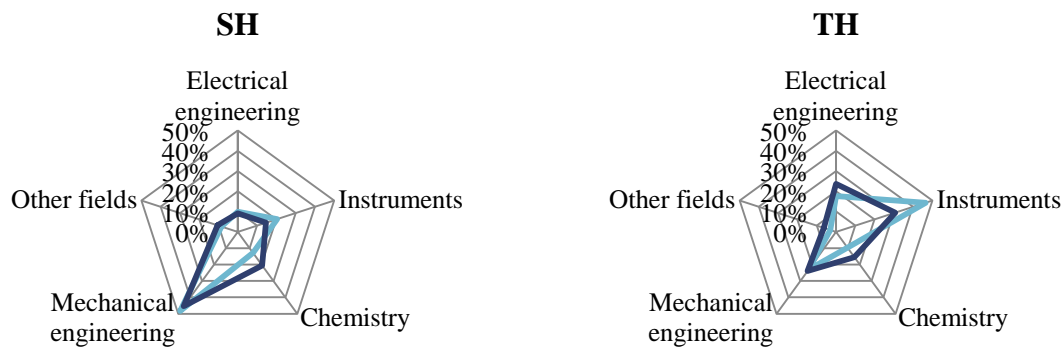 SH
Electrical
engineering
50%
40%
30%
20%
10%
0%
Other fields
Instruments
Mechanical
engineering
Chemistry
TH
Electrical
engineering
50%
40%
30%
20%
10%
0%
Other fields
Instruments
Mechanical
engineering
Chemistry